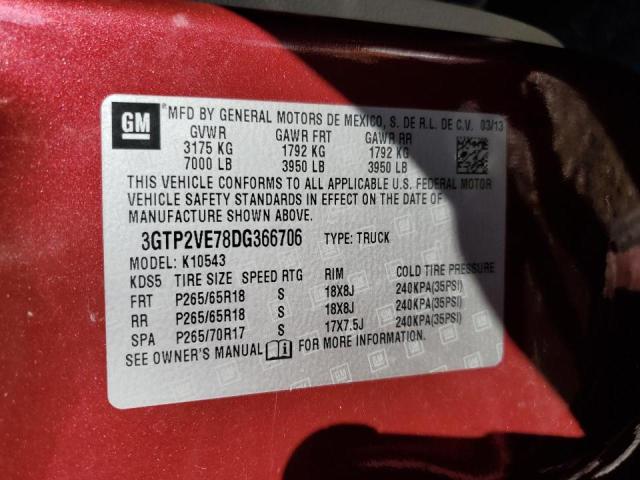 GM
MFD BY GENERAL MOTORS DE MEXICO, S. DE R.L. DE C.V. 03/13
GVWR GAWR FRT GAWR RR
3175 KG 1792 KG 1792 KG
7000 LB 3950 LB 3950 LB
THIS VEHICLE CONFORMS TO ALL APPLICABLE U.S. FEDERAL MOTOR
VEHICLE SAFETY STANDARDS IN EFFECT ON THE DATE OF
MANUFACTURE SHOWN ABOVE.
3GTP2VE78DG366706 TYPE: TRUCK
MODEL: K10543
KDS5 TIRE SIZE SPEED RTG RIM COLD TIRE PRESSURE
FRT P265/65R18 S 18X8J 240KPA(35PSI)
RR P265/65R18 S 18X8J 240KPA(35PSI)
SPA P265/70R17 S 17X7.5J 240KPA(35PSI)
SEE OWNER'S MANUAL FOR MORE INFORMATION.